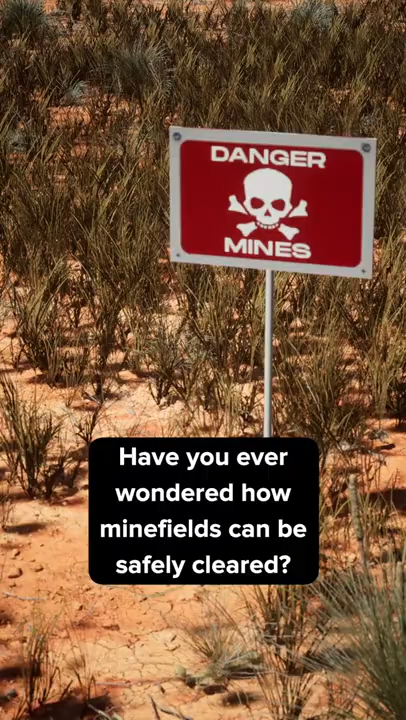 DANGER
MINES
Have you ever
wondered how
minefields can be
safely cleared?